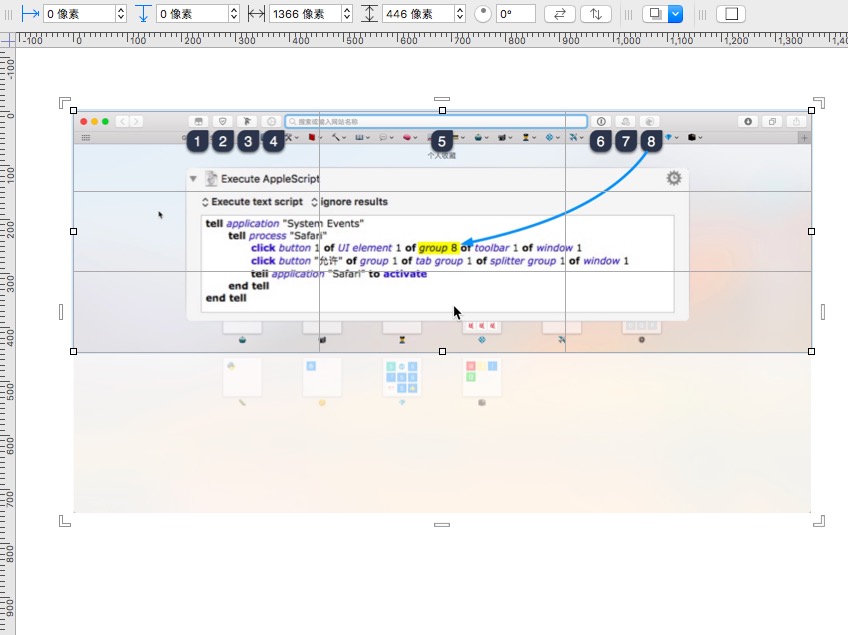 0 像素 0 像素 1366 像素 446 像素 0°
-100 0 100 200 300 400 500 600 700 800 900 1,000 1,100 1,200 1,300 1,40
-100
0
100
200
300
400
500
600
700
800
900
搜索或输入网站名称
1 2 3 4 5 6 7 8
个人收藏
Execute AppleScript
Execute text script ignore results
tell application "System Events"
tell process "Safari"
click button 1 of UI element 1 of group 8 of toolbar 1 of window 1
click button "允许" of group 1 of tab group 1 of splitter group 1 of window 1
tell application "Safari" to activate
end tell
end tell